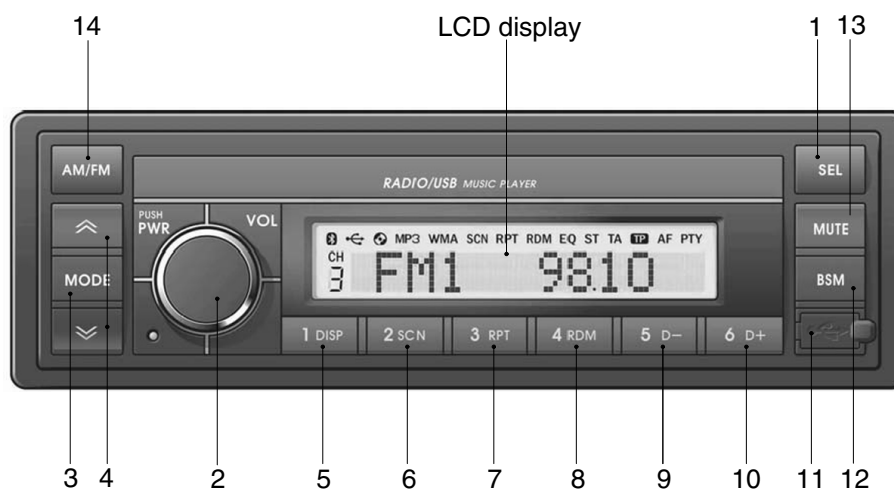 14 LCD display 1 13
AM/FM
RADIO/USB MUSIC PLAYER
SEL
PUSH
PWR
VOL
MP3 WMA SCN RPT RDM EQ ST TA TP AF PTY
CH
3 FM1 98.10
MUTE
MODE
BSM
1 DISP 2 SCN 3 RPT 4 RDM 5 D− 6 D+
3 4 2 5 6 7 8 9 10 11 12